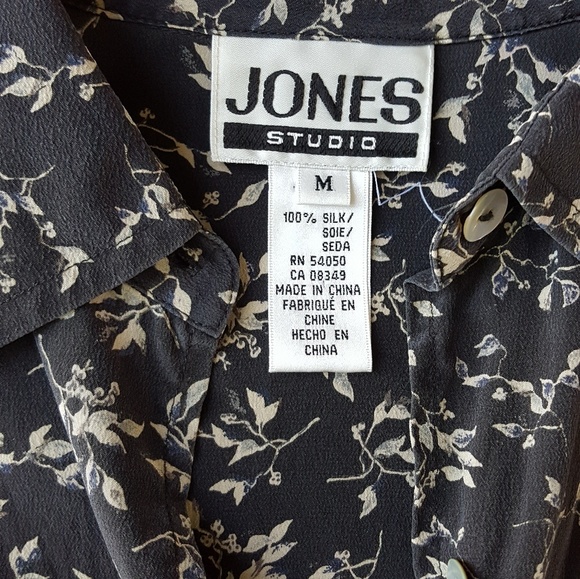 JONES
STUDIO
M
100% SILK/
SOIE/
SEDA
RN 54050
CA 08349
MADE IN CHINA
FABRIQUÉ EN
CHINE
HECHO EN
CHINA